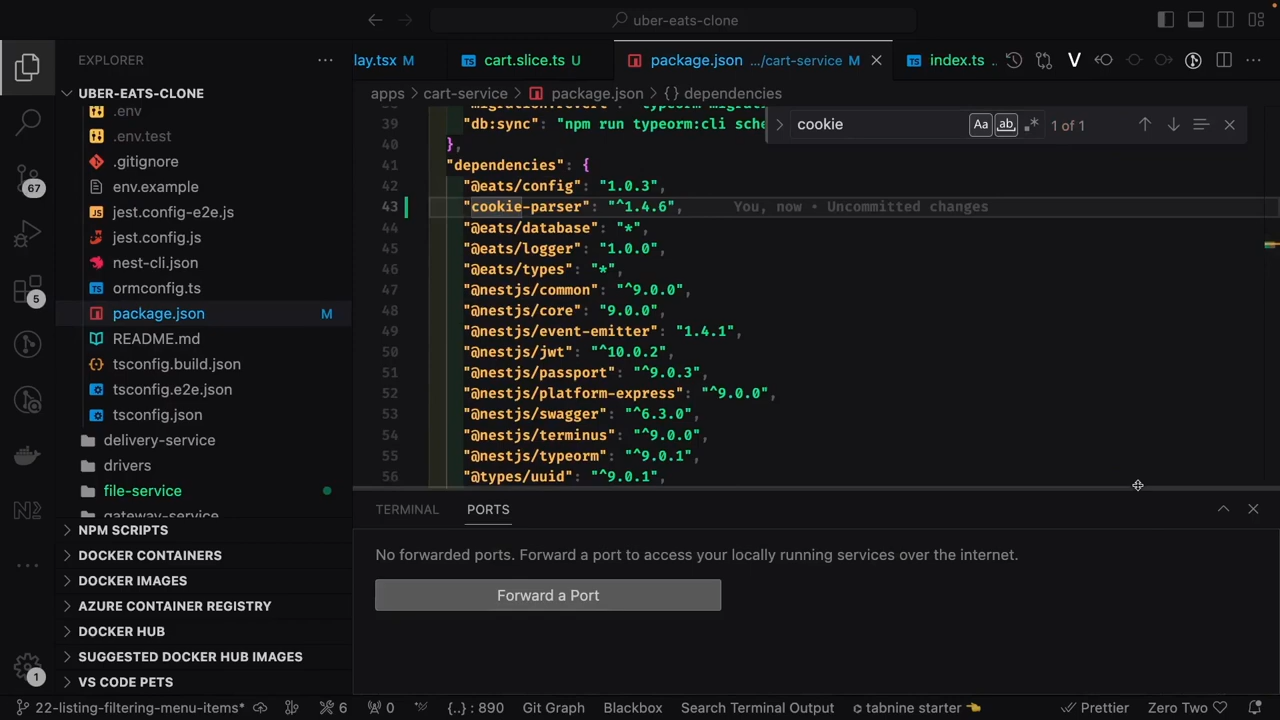 uber-eats-clone
EXPLORER
lay.tsx M
cart.slice.ts U
package.json .../cart-service M
index.ts
apps > cart-service > package.json > {} dependencies
UBER-EATS-CLONE
.env
.env.test
.gitignore
env.example
jest.config-e2e.js
jest.config.js
nest-cli.json
ormconfig.ts
package.json M
README.md
tsconfig.build.json
tsconfig.e2e.json
tsconfig.json
delivery-service
drivers
file-service
gateway-service
NPM SCRIPTS
DOCKER CONTAINERS
DOCKER IMAGES
AZURE CONTAINER REGISTRY
DOCKER HUB
SUGGESTED DOCKER HUB IMAGES
VS CODE PETS
67
5
1
cookie
Aa
ab
1 of 1
39 "db:sync": "npm run typeorm:cli sche
40 },
41 "dependencies": {
42 "@eats/config": "1.0.3",
43 "cookie-parser": "^1.4.6", You, now • Uncommitted changes
44 "@eats/database": "*",
45 "@eats/logger": "1.0.0",
46 "@eats/types": "*",
47 "@nestjs/common": "^9.0.0",
48 "@nestjs/core": "9.0.0",
49 "@nestjs/event-emitter": "1.4.1",
50 "@nestjs/jwt": "^10.0.2",
51 "@nestjs/passport": "^9.0.3",
52 "@nestjs/platform-express": "^9.0.0",
53 "@nestjs/swagger": "^6.3.0",
54 "@nestjs/terminus": "^9.0.0",
55 "@nestjs/typeorm": "^9.0.1",
56 "@types/uuid": "^9.0.1",
TERMINAL
PORTS
No forwarded ports. Forward a port to access your locally running services over the internet.
Forward a Port
22-listing-filtering-menu-items*
6
0
{..} : 890
Git Graph
Blackbox
Search Terminal Output
tabnine starter
Prettier
Zero Two